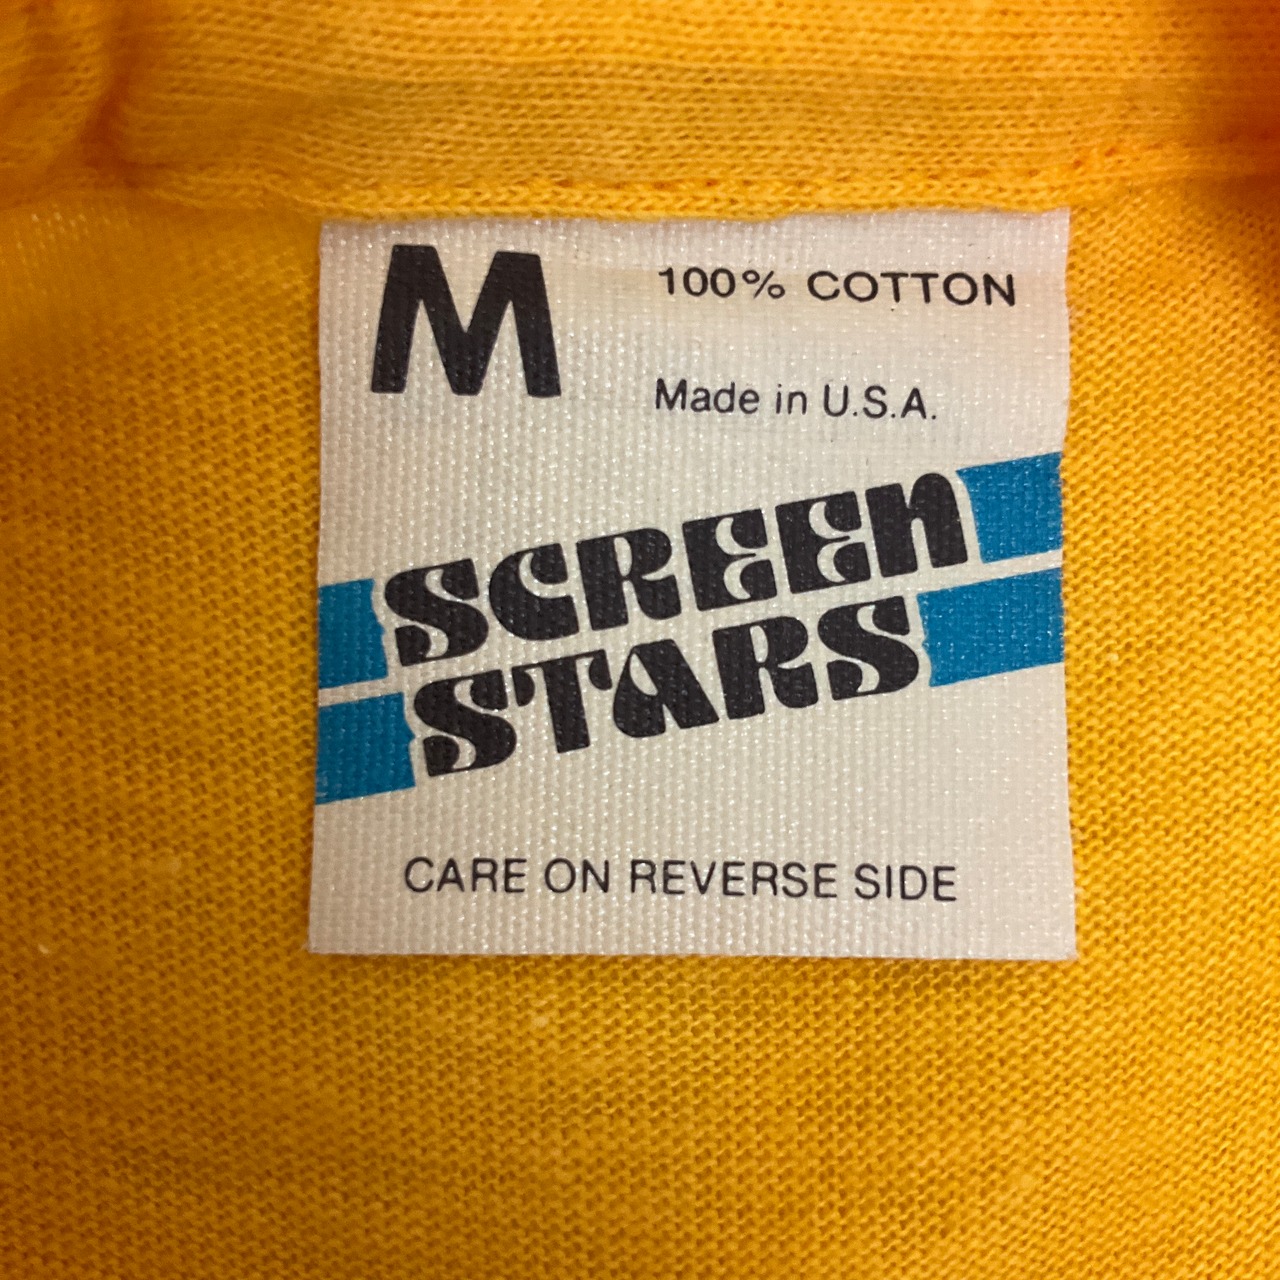 M
100% COTTON
Made in U.S.A.
SCREEN
STARS
CARE ON REVERSE SIDE